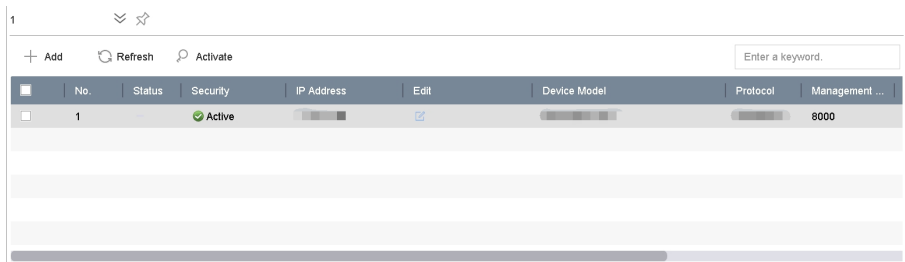 1
Add Refresh Activate Enter a keyword.
No. Status Security IP Address Edit Device Model Protocol Management ...
1 Active 8000